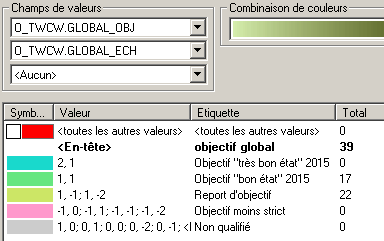 Champs de valeurs
Combinaison de couleurs
O_TWCW.GLOBAL_OBJ
O_TWCW.GLOBAL_ECH
<Aucun>
Symb... Valeur Etiquette Total
<toutes les autres valeurs> <toutes les autres valeurs> 0
<En-tête> objectif global 39
2, 1 Objectif "très bon état" 2015 0
1, 1 Objectif "bon état" 2015 17
1, -1; 1, -2 Report d'objectif 22
-1, 0; -1, 1; -1, -1; -1, -2 Objectif moins strict 0
1, 0; 0, 1; 0, 0; 0, -2; 0, -1; <l Non qualifié 0